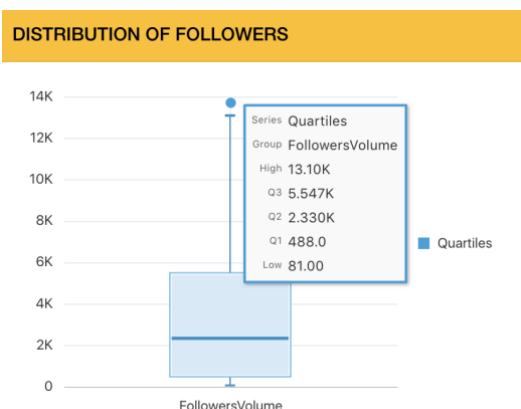 DISTRIBUTION OF FOLLOWERS
14K
12K
10K
8K
6K
4K
2K
0
Series Quartiles
Group FollowersVolume
High 13.10K
Q3 5.547K
Q2 2.330K
Q1 488.0
Low 81.00
Quartiles
FollowersVolume